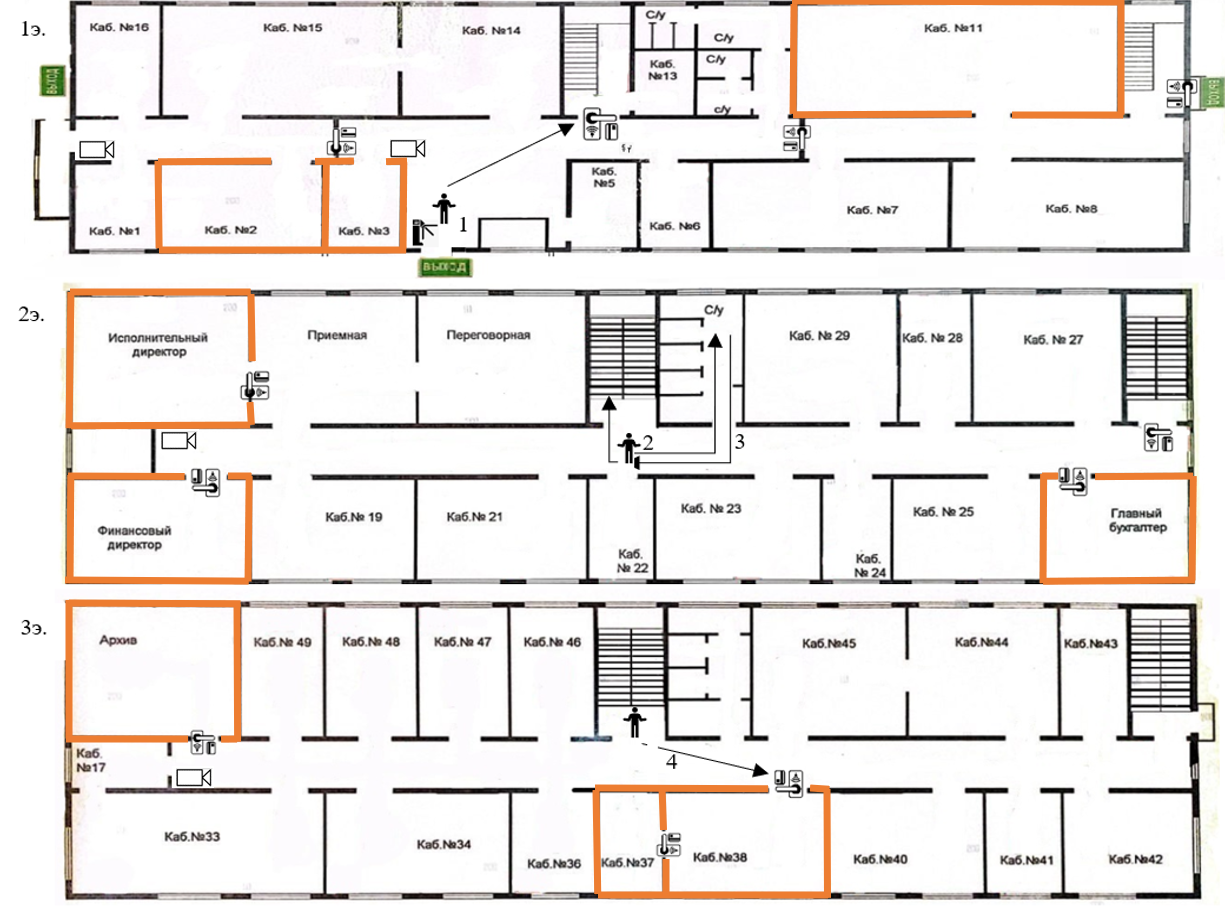 1э.
Каб. №16
Каб. №15
Каб. №14
С/у
С/у
С/у
с/у
Каб.
№13
Каб. №11
ВЫХОД
ВЫХОД
Каб. №1
Каб. №2
Каб. №3
1
ВЫХОД
Каб.
№5
Каб. №6
Каб. №7
Каб. №8
2э.
Исполнительный
директор
Приемная
Переговорная
С/у
Каб. № 29
Каб. № 28
Каб. № 27
2
3
Финансовый
директор
Каб.№ 19
Каб. № 21
Каб.
№ 22
Каб. № 23
Каб.
№ 24
Каб. № 25
Главный
бухгалтер
3э.
Архив
Каб.№ 49
Каб.№ 48
Каб.№ 47
Каб.№ 46
Каб.№45
Каб.№44
Каб.№43
Каб.
№17
4
Каб.№33
Каб.№34
Каб.№36
Каб.№37
Каб.№38
Каб.№40
Каб.№41
Каб.№42